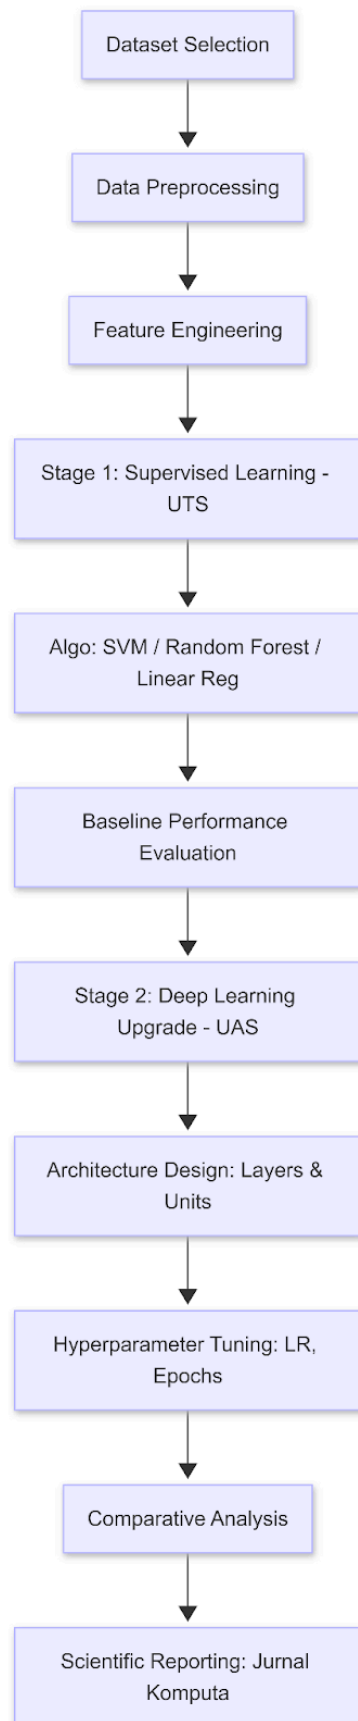 Dataset Selection
Data Preprocessing
Feature Engineering
Stage 1: Supervised Learning -
UTS
Algo: SVM / Random Forest /
Linear Reg
Baseline Performance
Evaluation
Stage 2: Deep Learning
Upgrade - UAS
Architecture Design: Layers &
Units
Hyperparameter Tuning: LR,
Epochs
Comparative Analysis
Scientific Reporting: Jurnal
Komputa